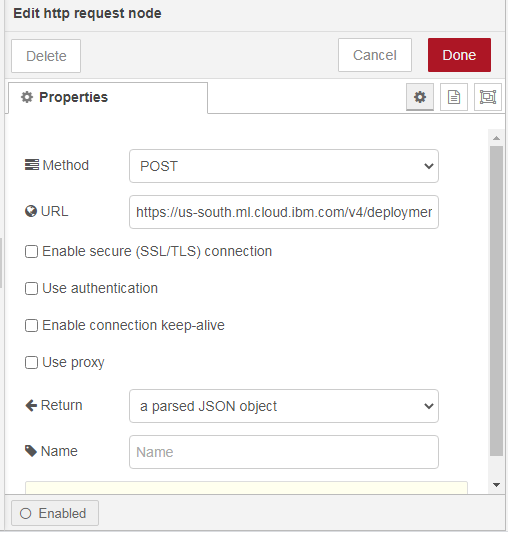 Edit http request node
Delete
Cancel
Done
Properties
Method
POST
URL
https://us-south.ml.cloud.ibm.com/v4/deploymer
Enable secure (SSL/TLS) connection
Use authentication
Enable connection keep-alive
Use proxy
Return
a parsed JSON object
Name
Name
Enabled